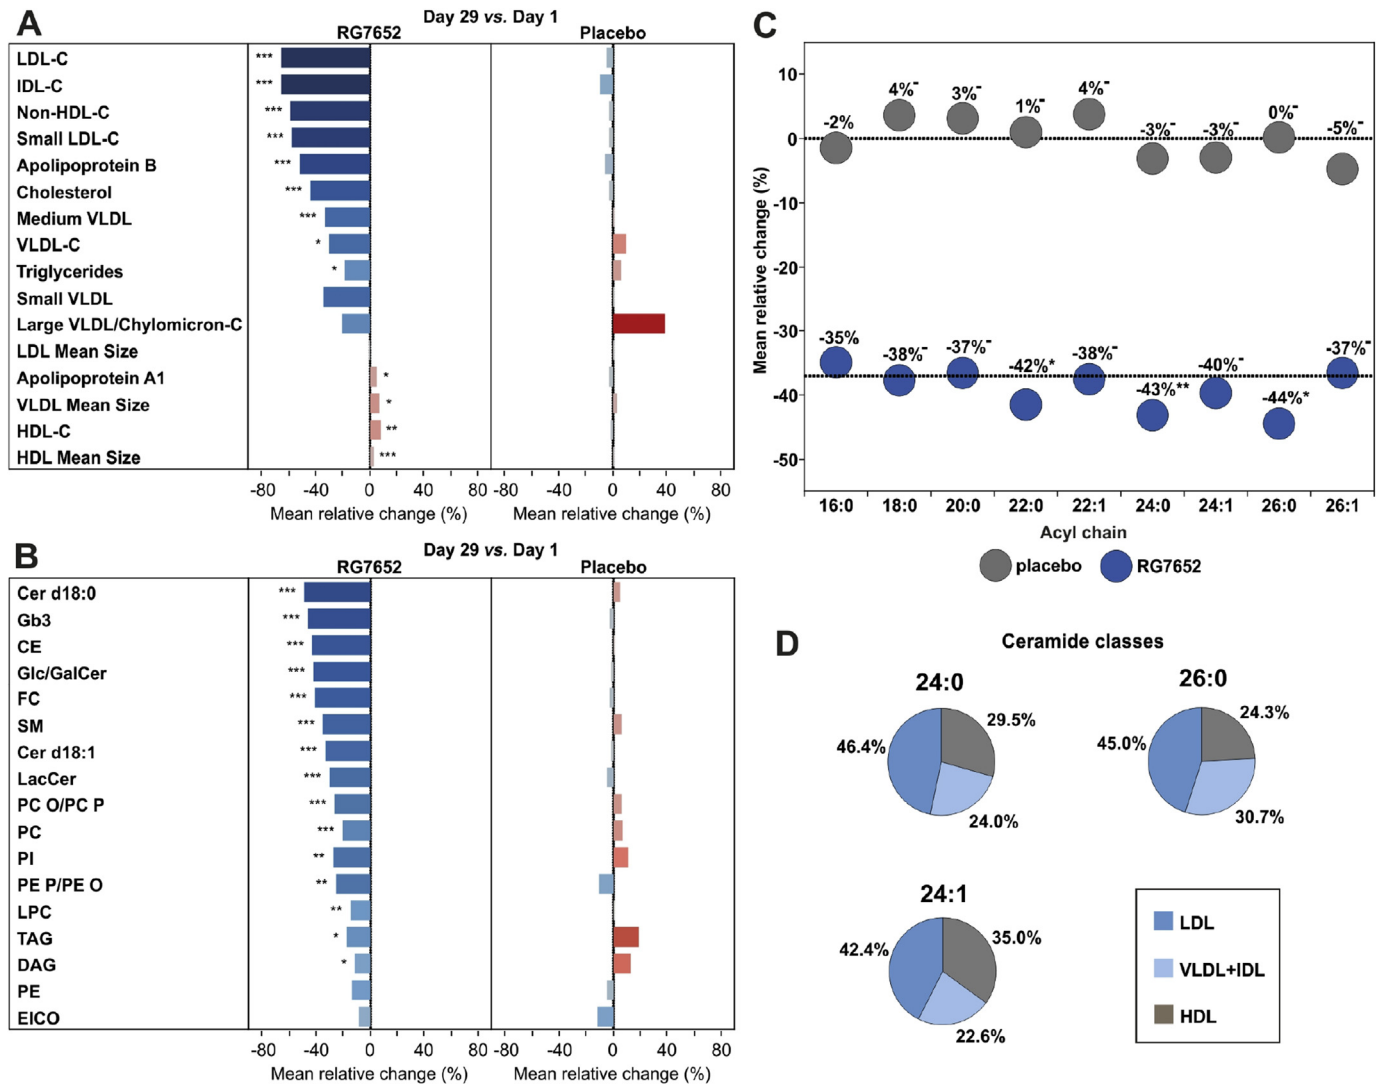 A
Day 29 vs. Day 1
RG7652
Placebo
LDL-C
***
IDL-C
***
Non-HDL-C
***
Small LDL-C
***
Apolipoprotein B
***
Cholesterol
***
Medium VLDL
***
VLDL-C
*
Triglycerides
*
Small VLDL
Large VLDL/Chylomicron-C
LDL Mean Size
Apolipoprotein A1
*
VLDL Mean Size
*
HDL-C
**
HDL Mean Size
***
-80 -40 0 40 80 -80 -40 0 40 80
Mean relative change (%)
Mean relative change (%)
B
Day 29 vs. Day 1
RG7652
Placebo
Cer d18:0
***
Gb3
***
CE
***
Glc/GalCer
***
FC
***
SM
***
Cer d18:1
***
LacCer
***
PC O/PC P
***
PC
***
PI
**
PE P/PE O
**
LPC
**
TAG
*
DAG
*
PE
EICO
-80 -40 0 40 80 -80 -40 0 40 80
Mean relative change (%)
Mean relative change (%)
C
Mean relative change (%)
10
0
-10
-20
-30
-40
-50
-2% 4%- 3%- 1%- 4%- -3%- -3%- 0%- -5%-
-35% -38%- -37%- -42%* -38%- -43%** -40%- -44%* -37%-
16:0 18:0 20:0 22:0 22:1 24:0 24:1 26:0 26:1
Acyl chain
placebo RG7652
D
Ceramide classes
24:0
29.5%
46.4%
24.0%
26:0
24.3%
45.0%
30.7%
24:1
35.0%
42.4%
22.6%
LDL
VLDL+IDL
HDL